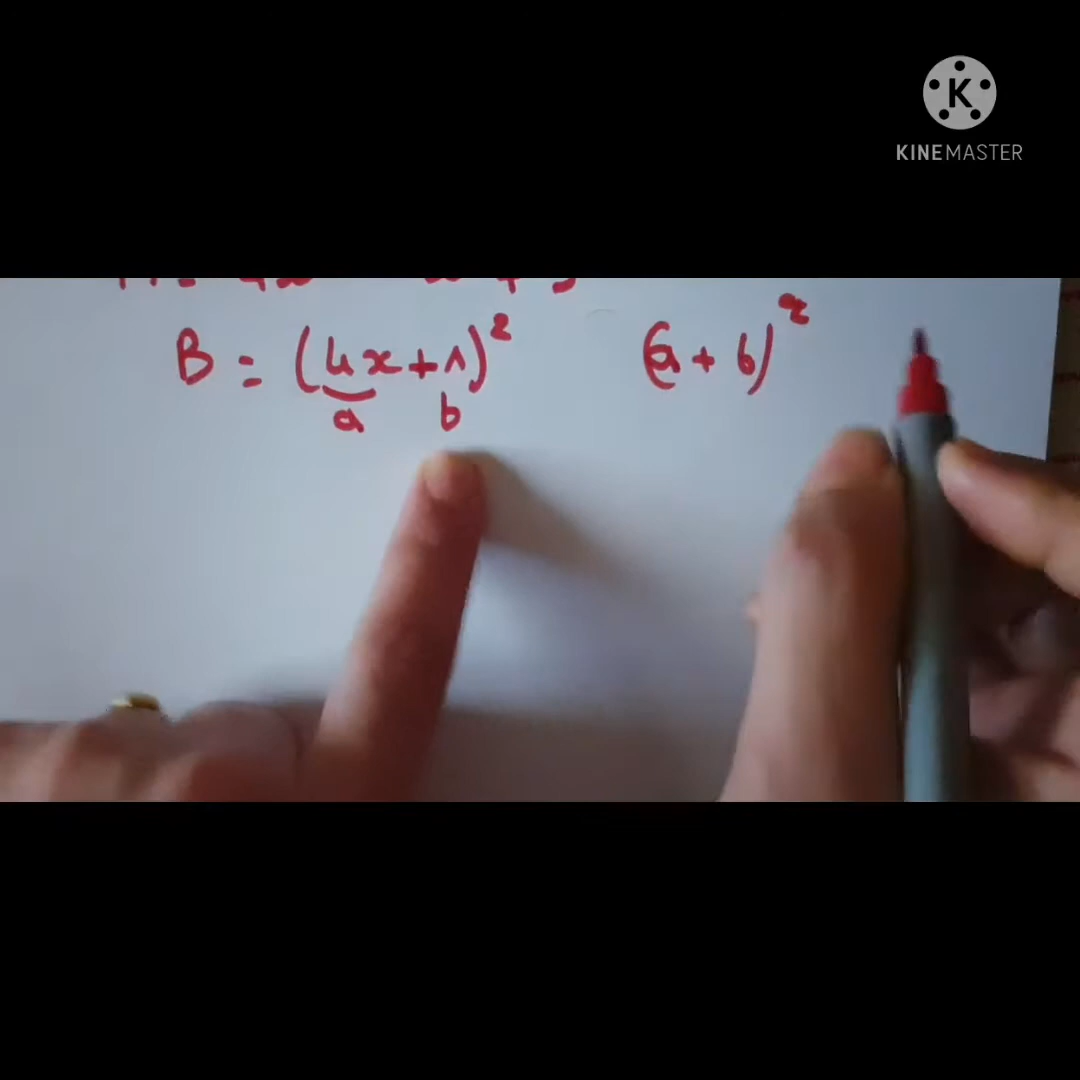 KINEMASTER
B = (4x+1)² (a + b)²
a b